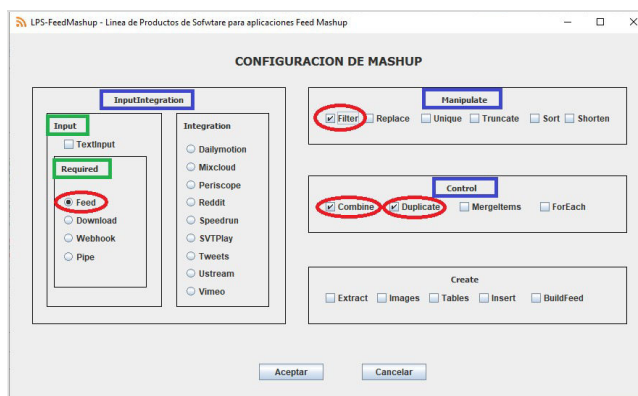 LPS-FeedMashup - Linea de Productos de Sofwtare para aplicaciones Feed Mashup
CONFIGURACION DE MASHUP
InputIntegration
Input
TextInput
Required
Feed
Download
Webhook
Pipe
Integration
Dailymotion
Mixcloud
Periscope
Reddit
Speedrun
SVTPlay
Tweets
Ustream
Vimeo
Manipulate
Filter Replace Unique Truncate Sort Shorten
Control
Combine Duplicate MergeItems ForEach
Create
Extract Images Tables Insert BuildFeed
Aceptar Cancelar